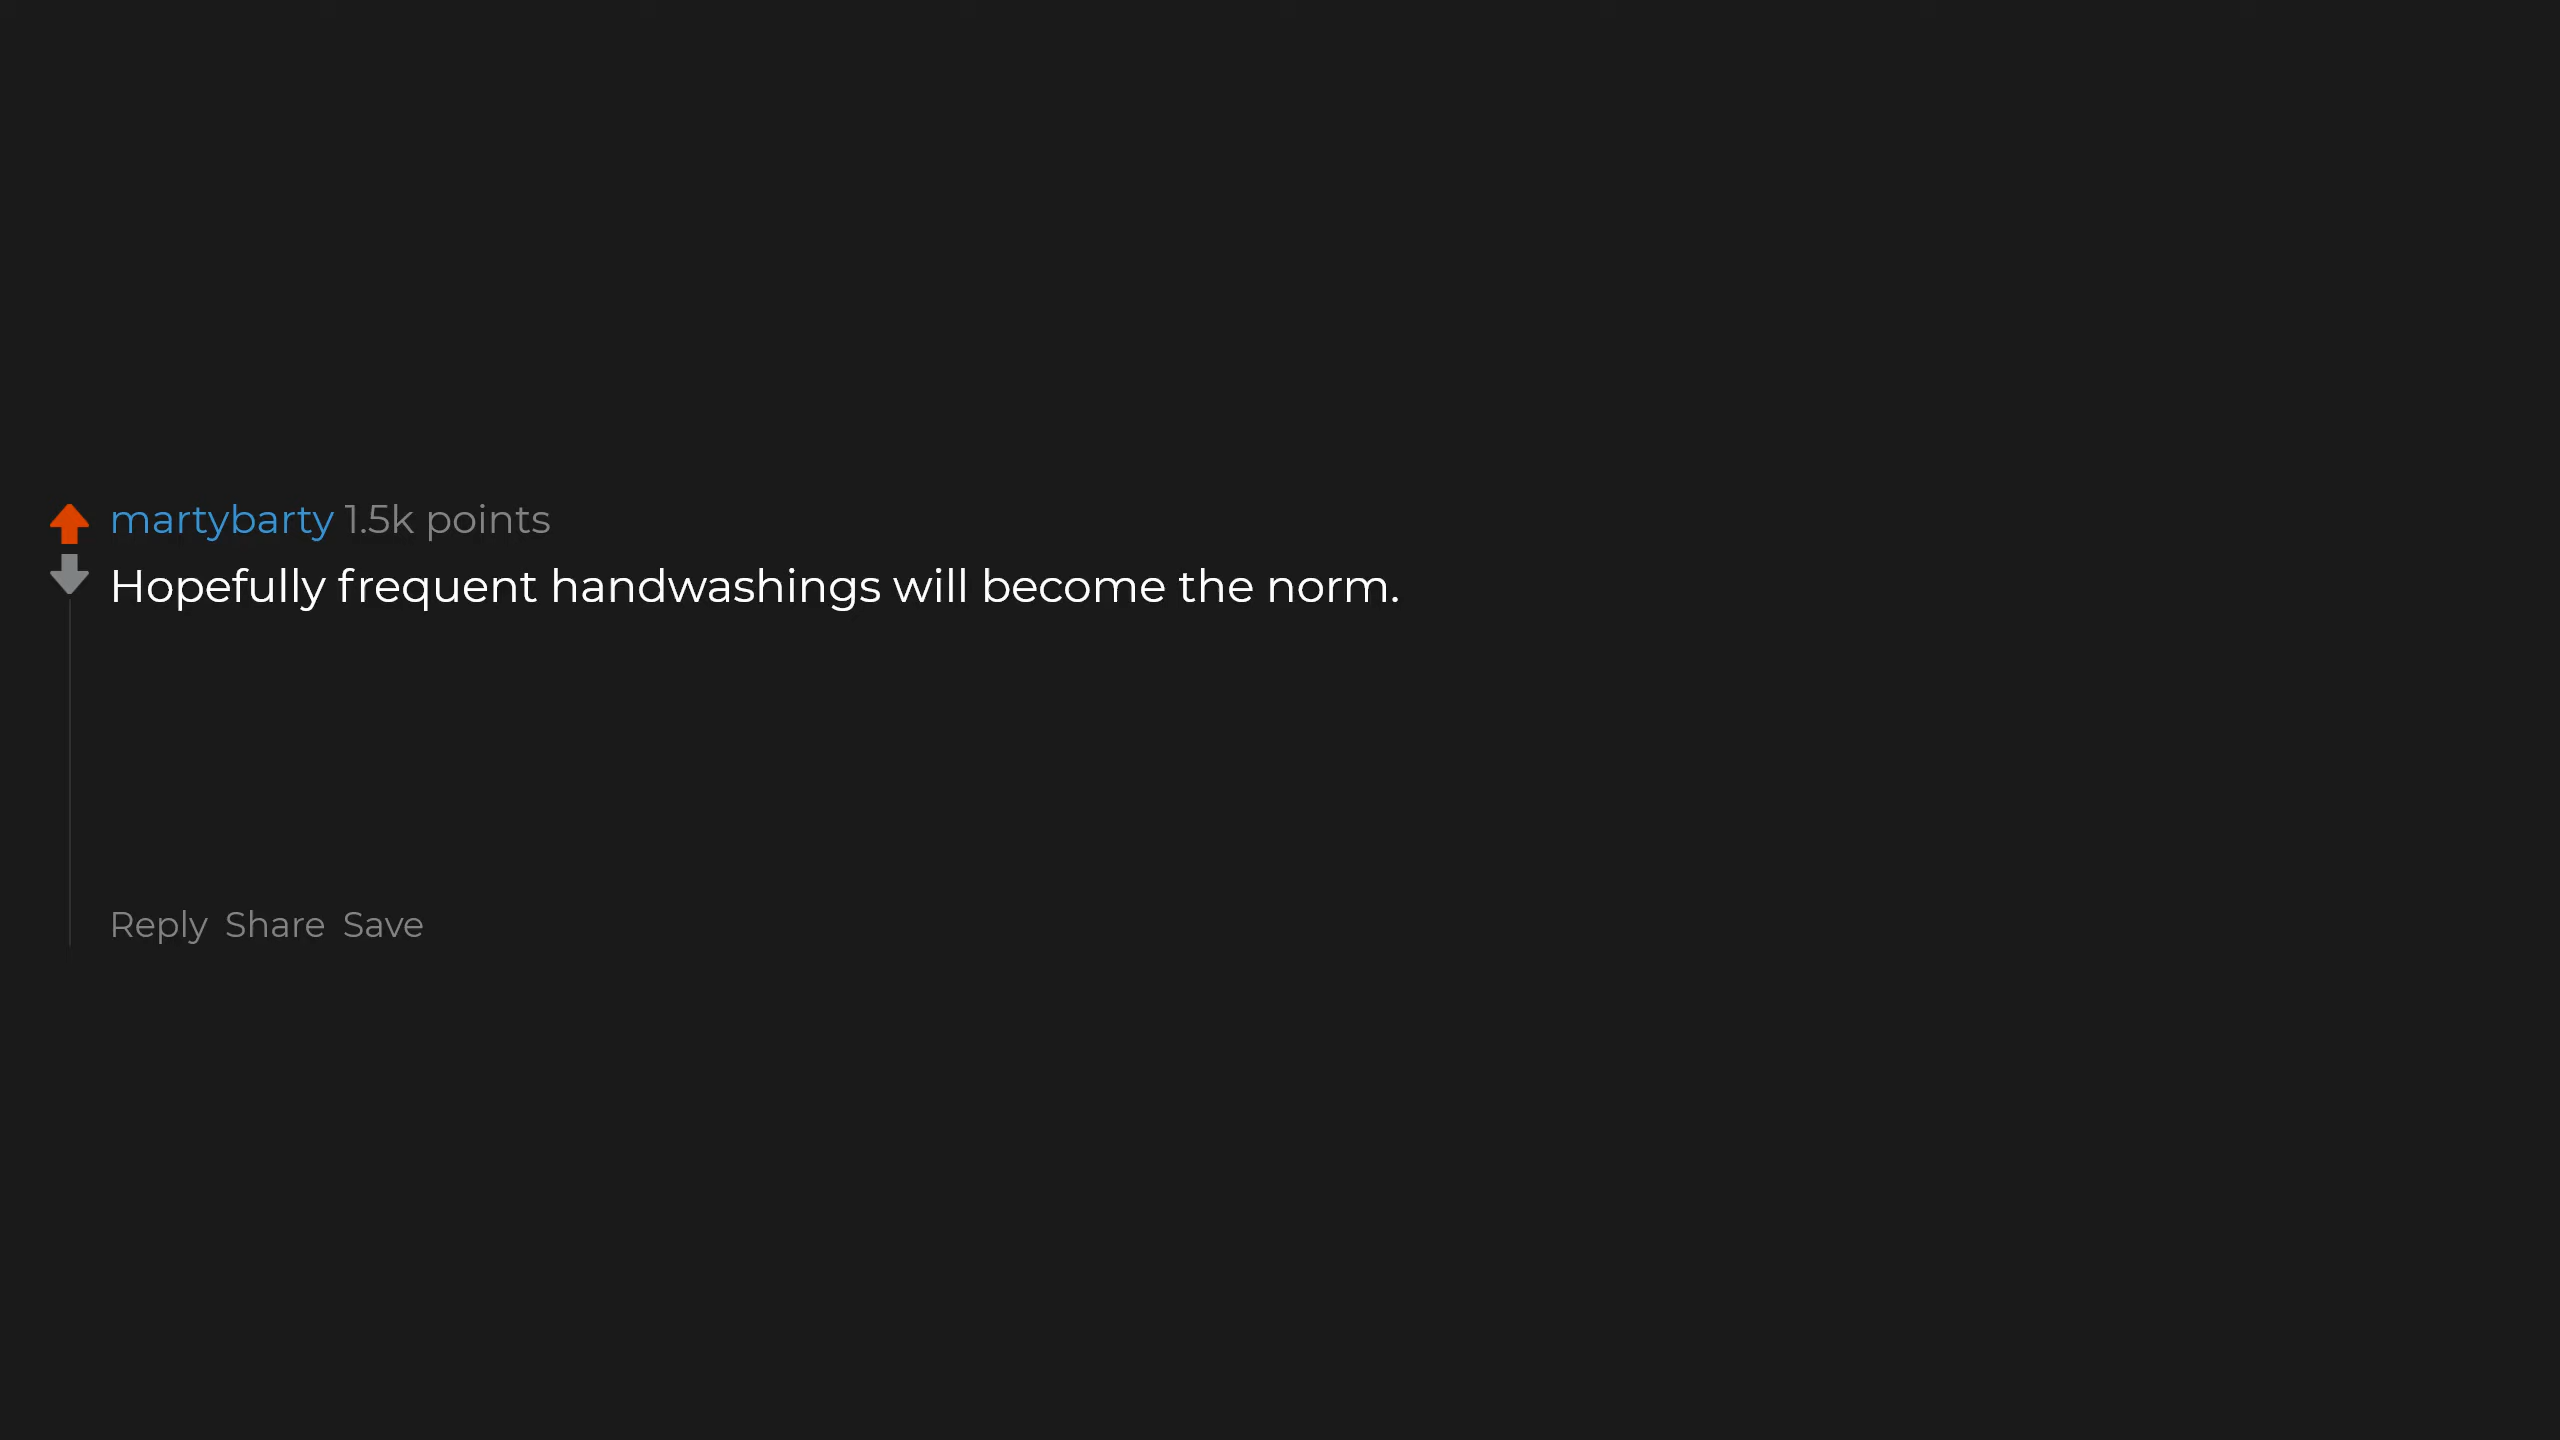 martybarty 1.5k points
Hopefully frequent handwashings will become the norm.
Reply Share Save